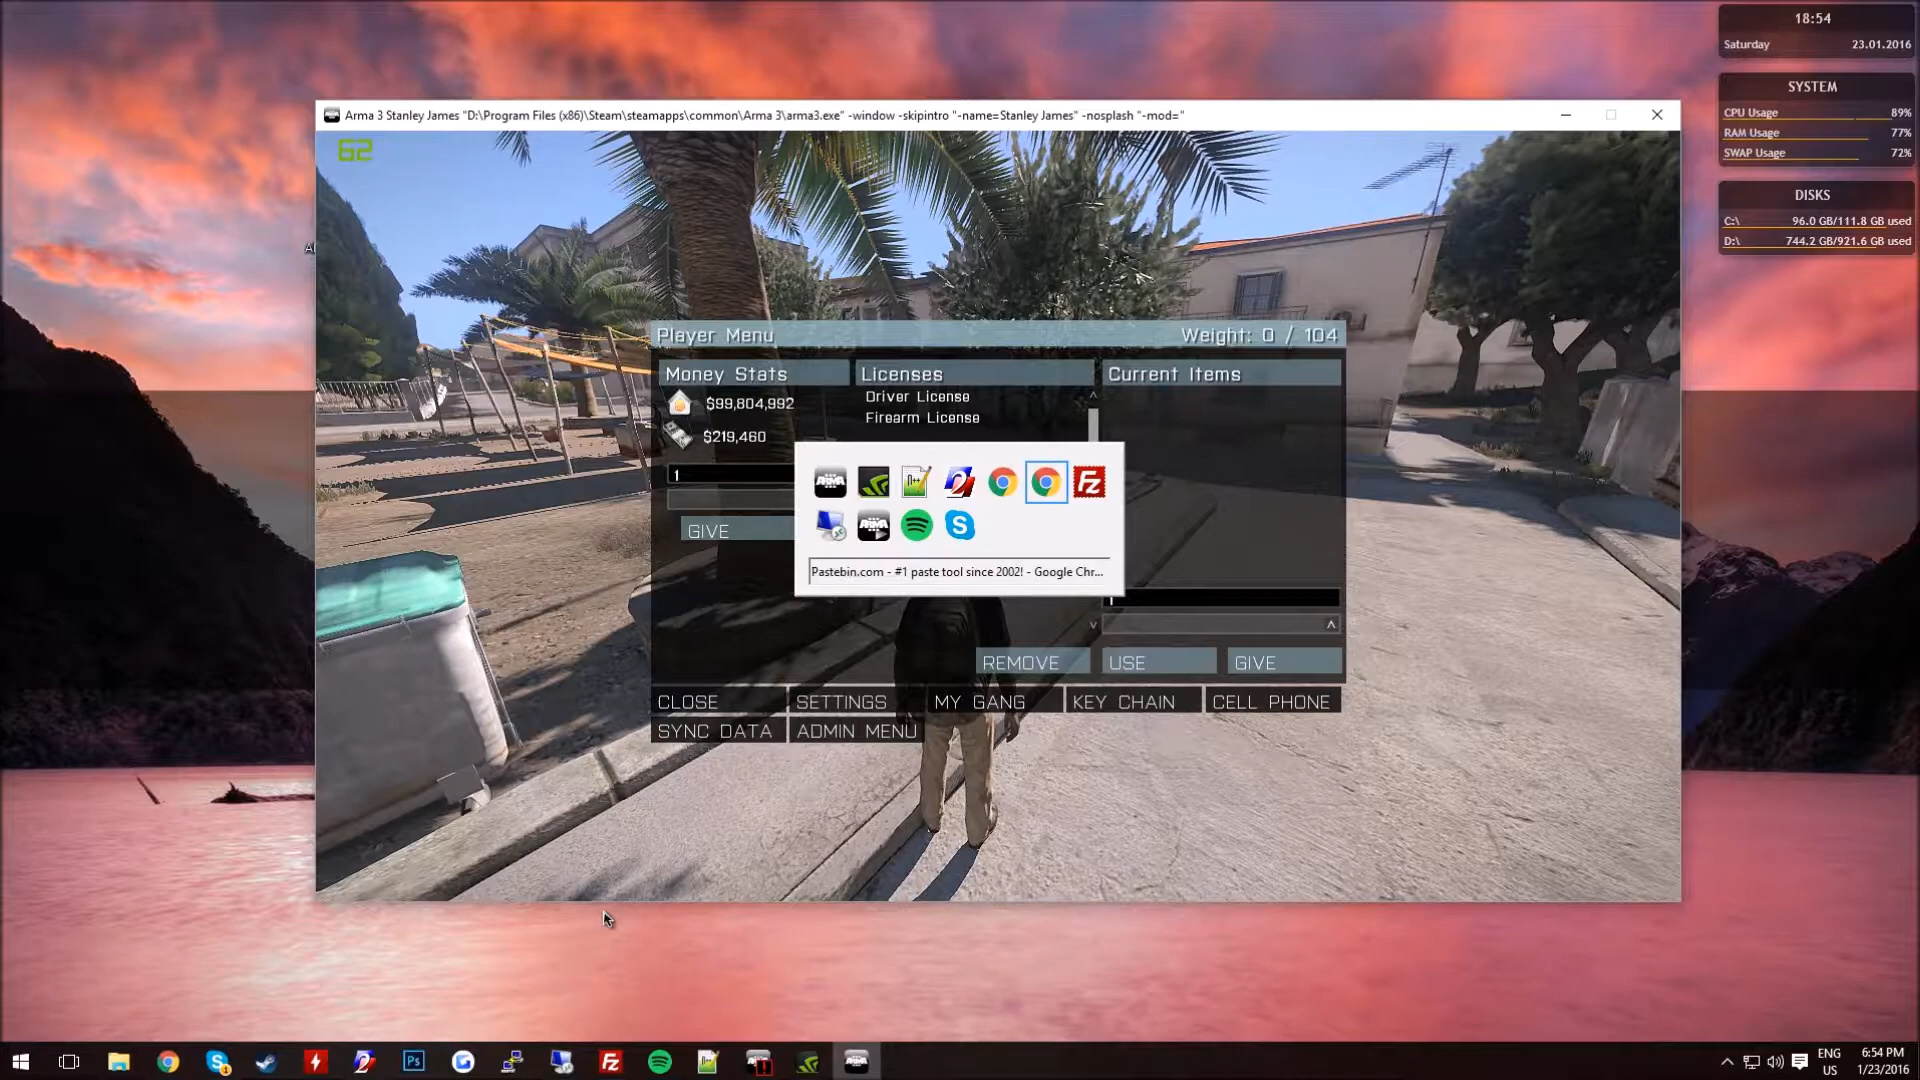 18:54
Saturday 23.01.2016
SYSTEM
CPU Usage 89%
RAM Usage 77%
SWAP Usage 72%
DISKS
C:\ 96.0 GB/111.8 GB used
D:\ 744.2 GB/921.6 GB used
Arma 3 Stanley James "D:\Program Files (x86)\Steam\steamapps\common\Arma 3\arma3.exe" -window -skipintro "-name=Stanley James" -nosplash "-mod="
62
Player Menu Weight: 0 / 104
Money Stats Licenses Current Items
$99,804,992
$219,460
Driver License
Firearm License
1
GIVE
ARMA n++ FZ
ARMA S
Pastebin.com - #1 paste tool since 2002! - Google Chr...
1
REMOVE USE GIVE
CLOSE SETTINGS MY GANG KEY CHAIN CELL PHONE
SYNC DATA ADMIN MENU
ENG
US
6:54 PM
1/23/2016